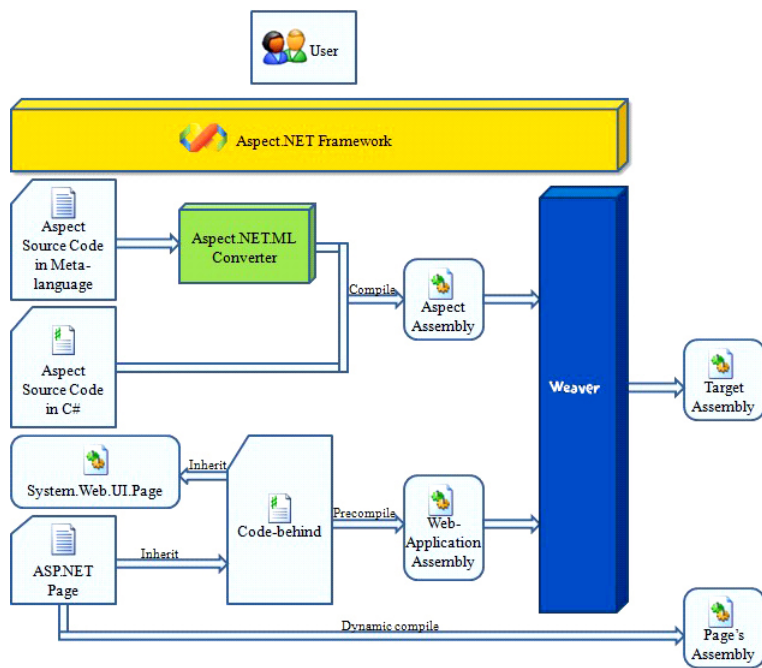 User
Aspect.NET Framework
Aspect
Source Code
in Meta-
language
Aspect.NET.ML
Converter
Compile
Aspect
Assembly
Aspect
Source Code
in C#
Weaver
Target
Assembly
System.Web.UI.Page
Inherit
Code-behind
Precompile
Web-
Application
Assembly
ASP.NET
Page
Inherit
Dynamic compile
Page's
Assembly